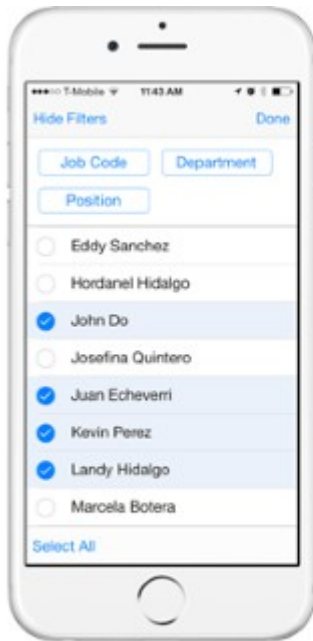 T-Mobile 11:43 AM
Hide Filters Done
Job Code Department
Position
Eddy Sanchez
Hordanel Hidalgo
John Do
Josefina Quintero
Juan Echeverri
Kevin Perez
Landy Hidalgo
Marcela Botera
Select All